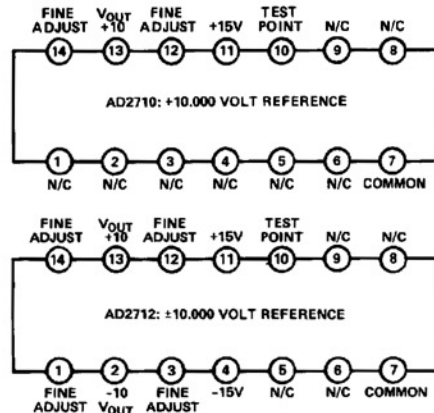 FINE VOUT FINE TEST
ADJUST +10 ADJUST +15V POINT N/C N/C
14 13 12 11 10 9 8
AD2710: +10.000 VOLT REFERENCE
1 2 3 4 5 6 7
N/C N/C N/C N/C N/C N/C COMMON
FINE VOUT FINE TEST
ADJUST +10 ADJUST +15V POINT N/C N/C
14 13 12 11 10 9 8
AD2712: ±10.000 VOLT REFERENCE
1 2 3 4 5 6 7
FINE -10 FINE -15V N/C N/C COMMON
ADJUST VOUT ADJUST